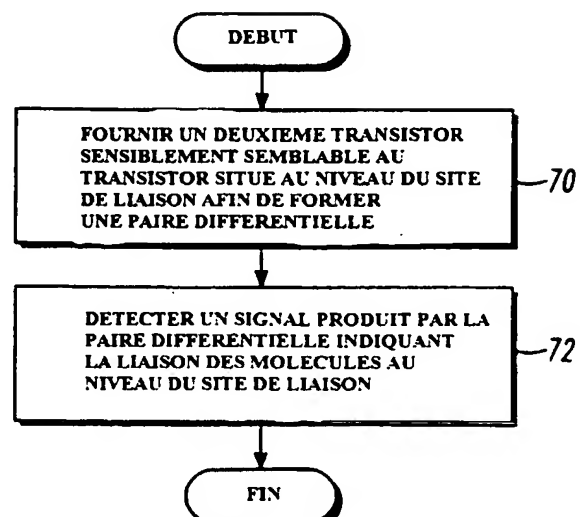 DEBUT
FOURNIR UN DEUXIEME TRANSISTOR
SENSIBLEMENT SEMBLABLE AU
TRANSISTOR SITUE AU NIVEAU DU SITE
DE LIAISON AFIN DE FORMER
UNE PAIRE DIFFERENTIELLE
70
DETECTER UN SIGNAL PRODUIT PAR LA
PAIRE DIFFERENTIELLE INDIQUANT
LA LIAISON DES MOLECULES AU
NIVEAU DU SITE DE LIAISON
72
FIN